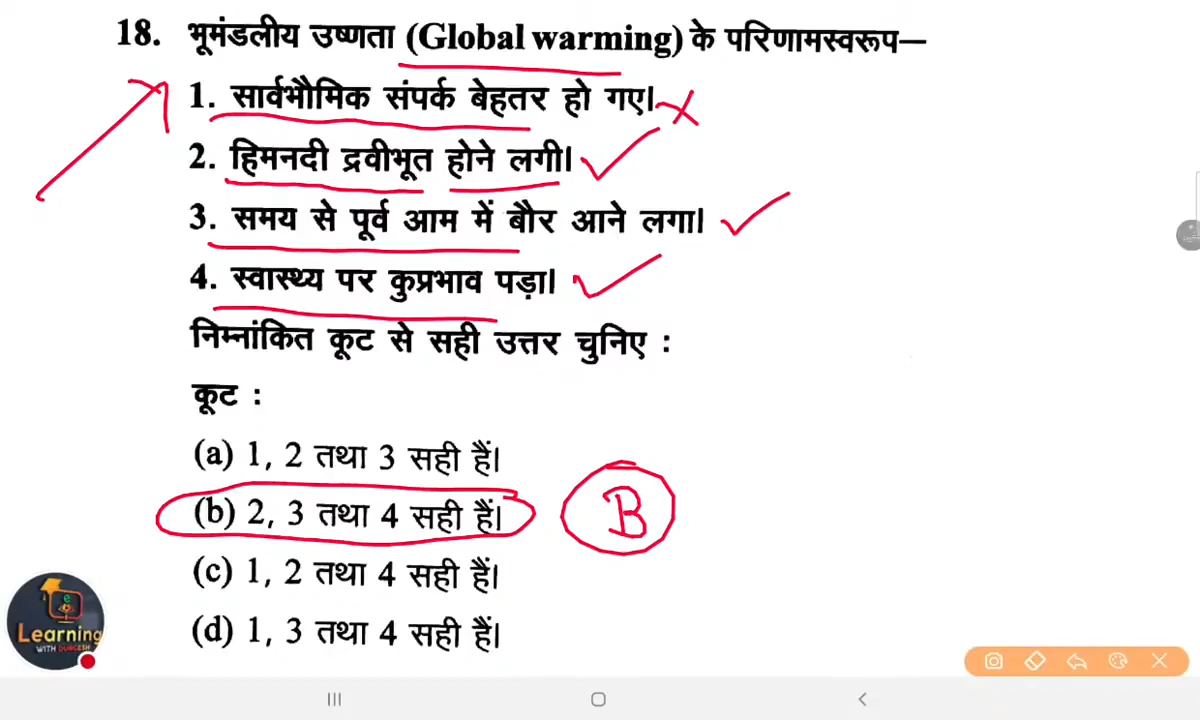 18. भूमंडलीय उष्णता (Global warming) के परिणामस्वरूप—
1. सार्वभौमिक संपर्क बेहतर हो गए।
2. हिमनदी द्रवीभूत होने लगी।
3. समय से पूर्व आम में बौर आने लगा।
4. स्वास्थ्य पर कुप्रभाव पड़ा।
निम्नांकित कूट से सही उत्तर चुनिए :
कूट :
(a) 1, 2 तथा 3 सही हैं।
(b) 2, 3 तथा 4 सही हैं।
B
(c) 1, 2 तथा 4 सही हैं।
(d) 1, 3 तथा 4 सही हैं।
e
Learning
WITH DURGESH